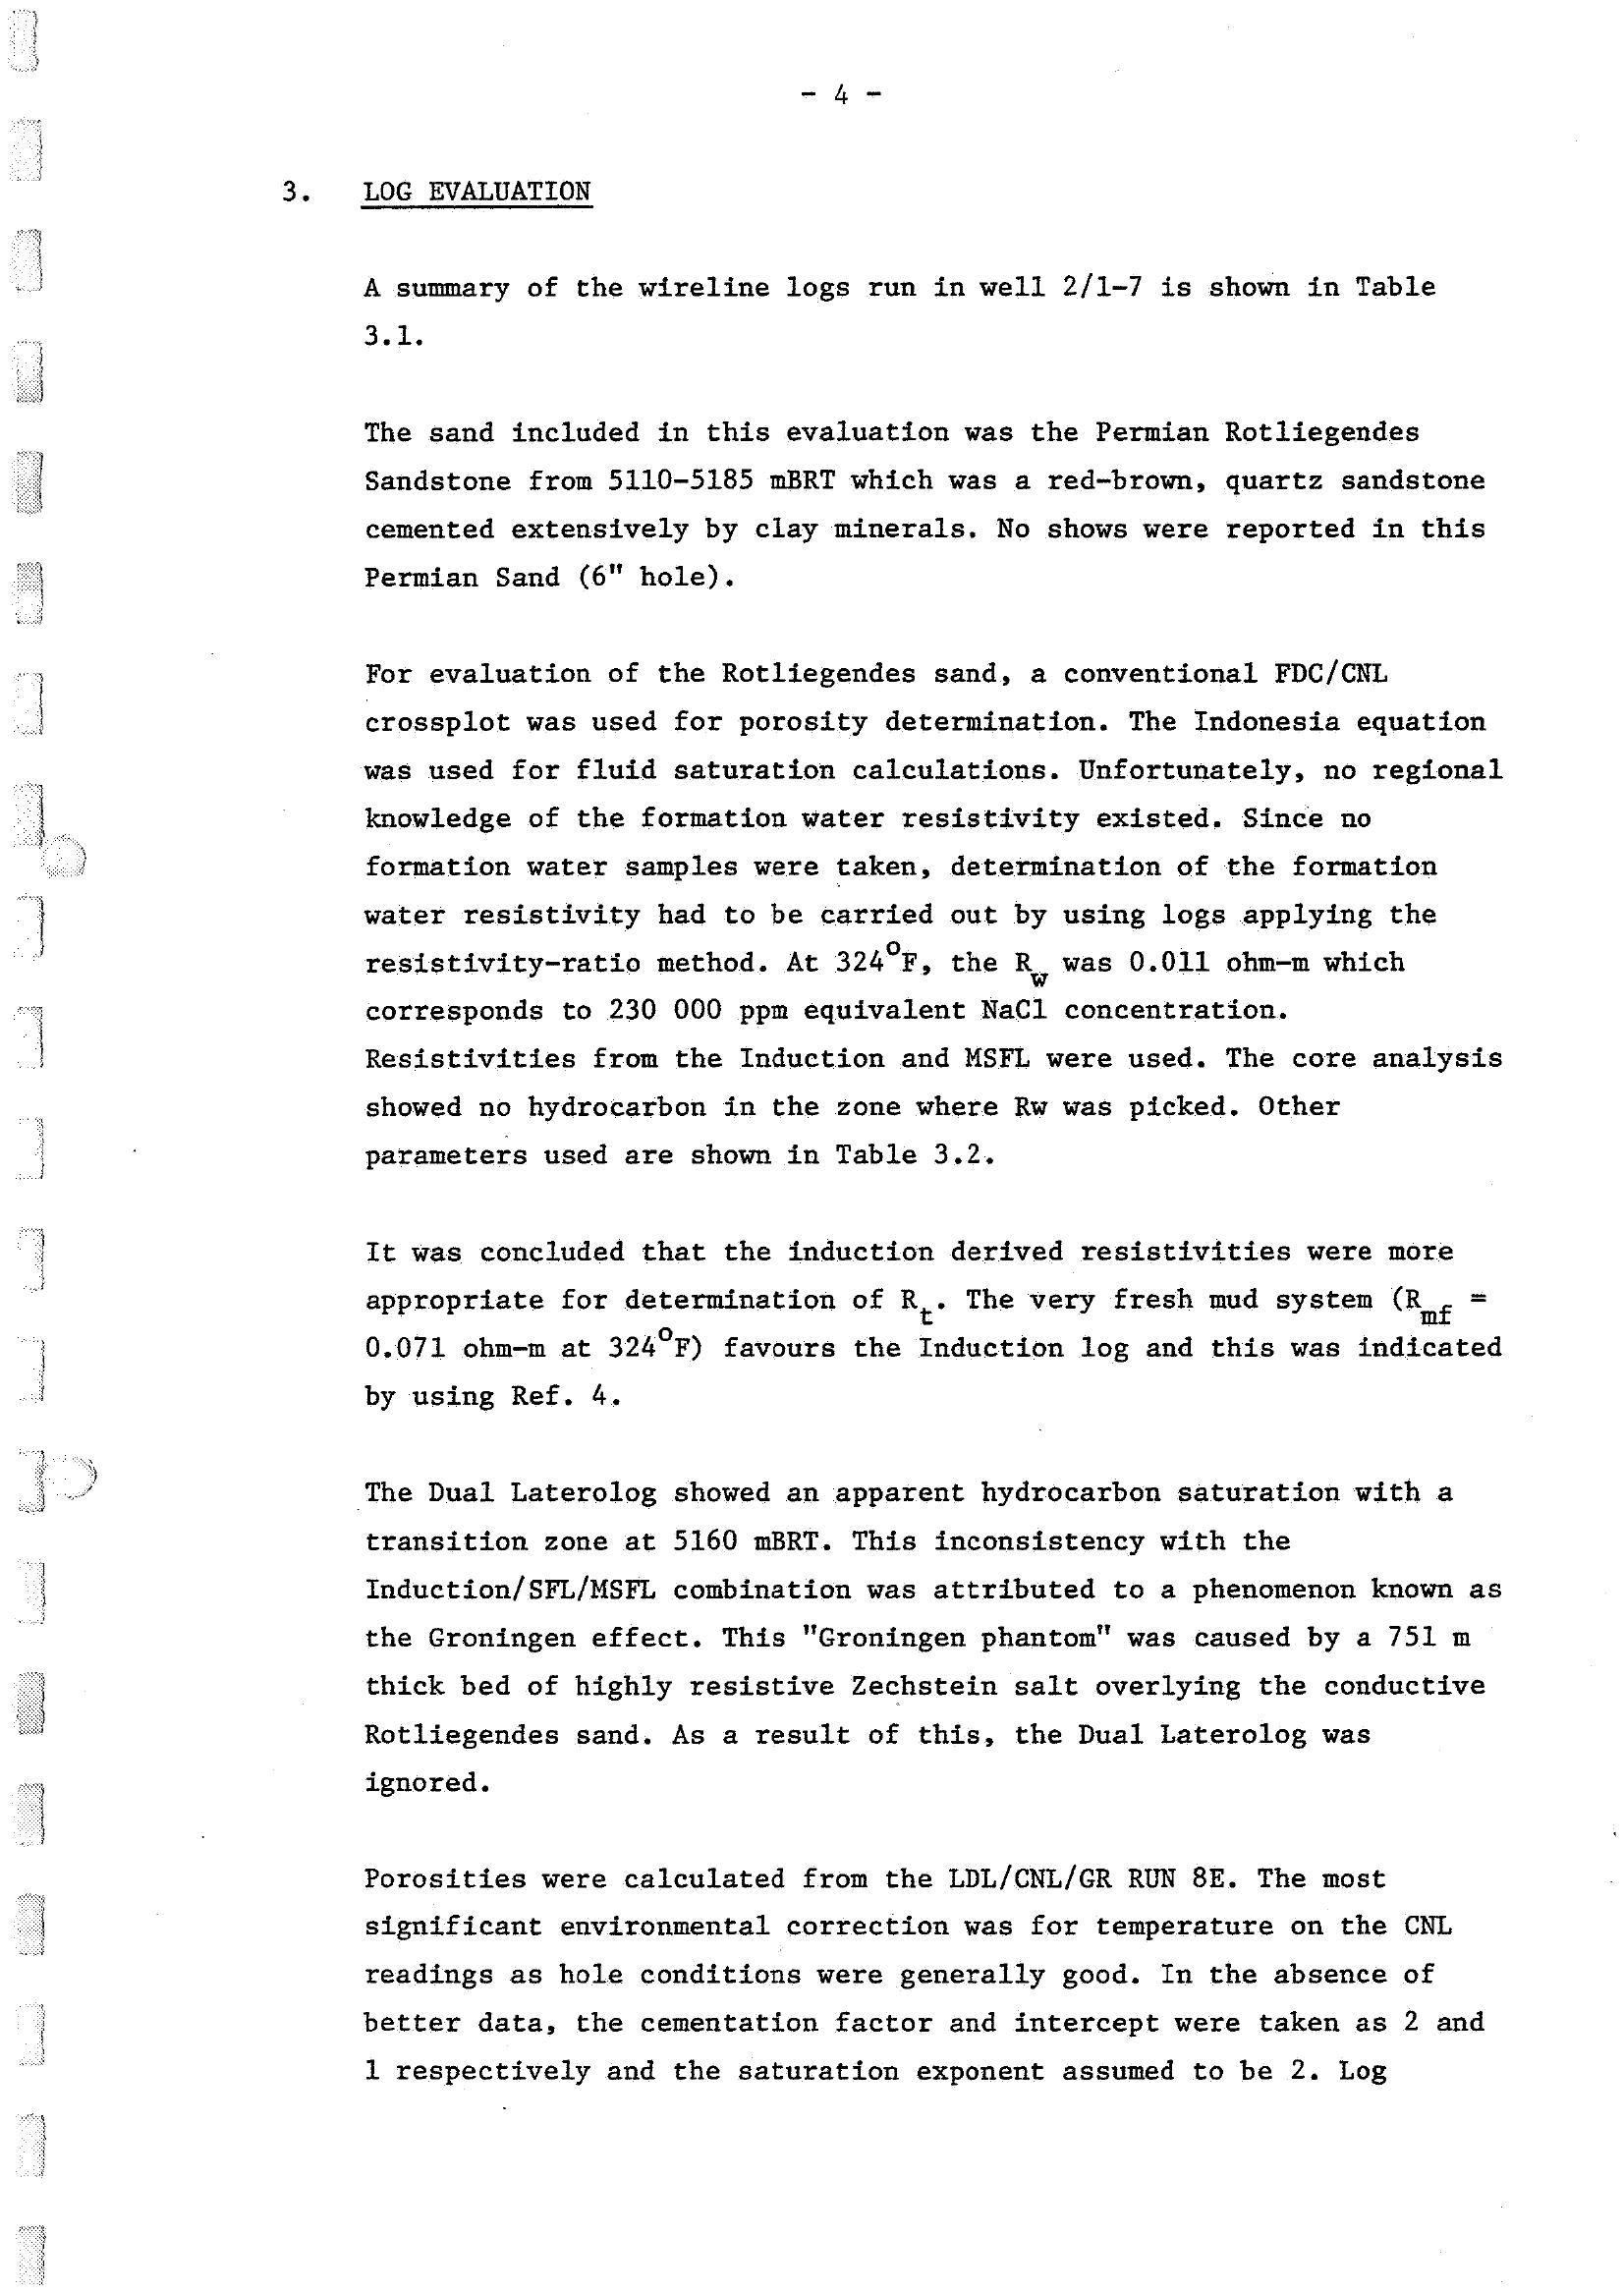 - 4 -
3. LOG EVALUATION
A summary of the wireline logs run in well 2/1-7 is shown in Table
3.1.
The sand included in this evaluation was the Permian Rotliegendes
Sandstone from 5110-5185 mBRT which was a red-brown, quartz sandstone
cemented extensively by clay minerals. No shows were reported in this
Permian Sand (6" hole).
For evaluation of the Rotliegendes sand, a conventional FDC/CNL
crossplot was used for porosity determination. The Indonesia equation
was used for fluid saturation calculations. Unfortunately, no regional
knowledge of the formation water resistivity existed. Since no
formation water samples were taken, determination of the formation
water resistivity had to be carried out by using logs applying the
resistivity-ratio method. At 324°F, the Rw was 0.011 ohm-m which
corresponds to 230 000 ppm equivalent NaCl concentration.
Resistivities from the Induction and MSFL were used. The core analysis
showed no hydrocarbon in the zone where Rw was picked. Other
parameters used are shown in Table 3.2.
It was concluded that the induction derived resistivities were more
appropriate for determination of Rt. The very fresh mud system (Rmf =
0.071 ohm-m at 324°F) favours the Induction log and this was indicated
by using Ref. 4.
The Dual Laterolog showed an apparent hydrocarbon saturation with a
transition zone at 5160 mBRT. This inconsistency with the
Induction/SFL/MSFL combination was attributed to a phenomenon known as
the Groningen effect. This "Groningen phantom" was caused by a 751 m
thick bed of highly resistive Zechstein salt overlying the conductive
Rotliegendes sand. As a result of this, the Dual Laterolog was
ignored.
Porosities were calculated from the LDL/CNL/GR RUN 8E. The most
significant environmental correction was for temperature on the CNL
readings as hole conditions were generally good. In the absence of
better data, the cementation factor and intercept were taken as 2 and
1 respectively and the saturation exponent assumed to be 2. Log